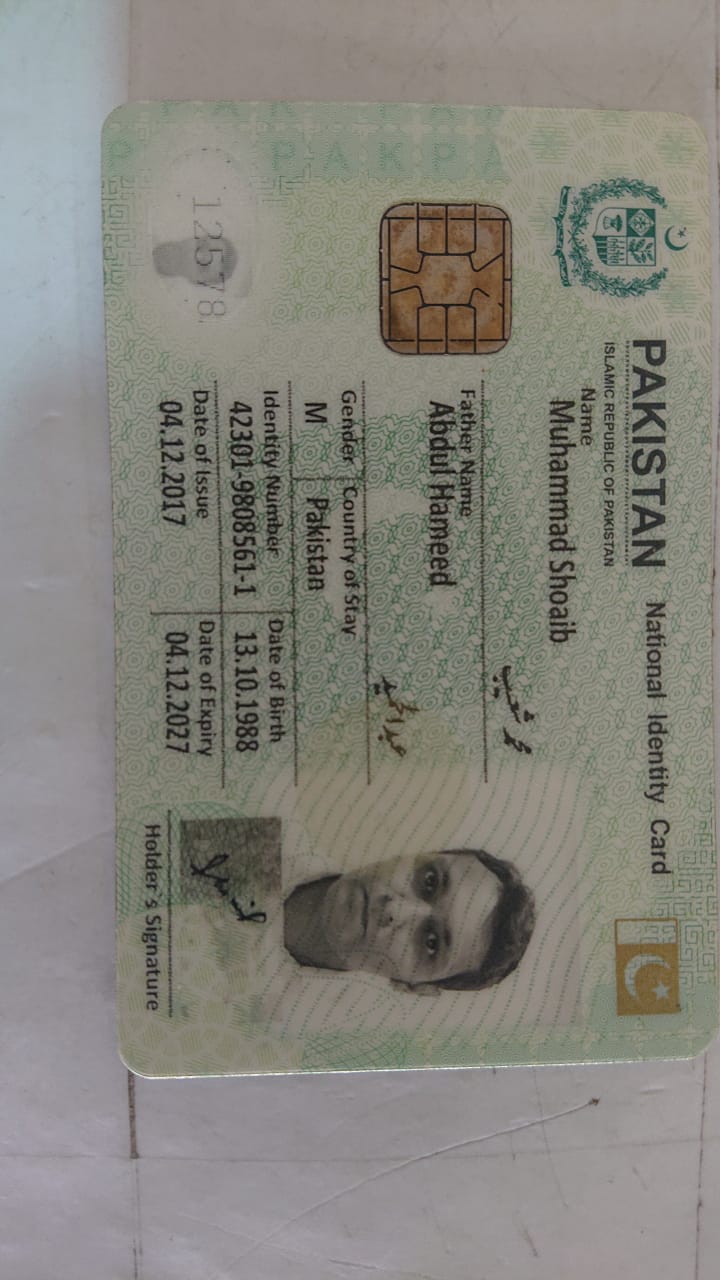 PAKISTAN National Identity Card
ISLAMIC REPUBLIC OF PAKISTAN
Name
Muhammad Shoaib
محمد شعیب
Father Name
Abdul Hameed
عبدالحمید
Gender Country of Stay
M Pakistan
Identity Number Date of Birth
42301-9808561-1 13.10.1988
Date of Issue Date of Expiry
04.12.2017 04.12.2027
Holder's Signature
12578
PAKPA